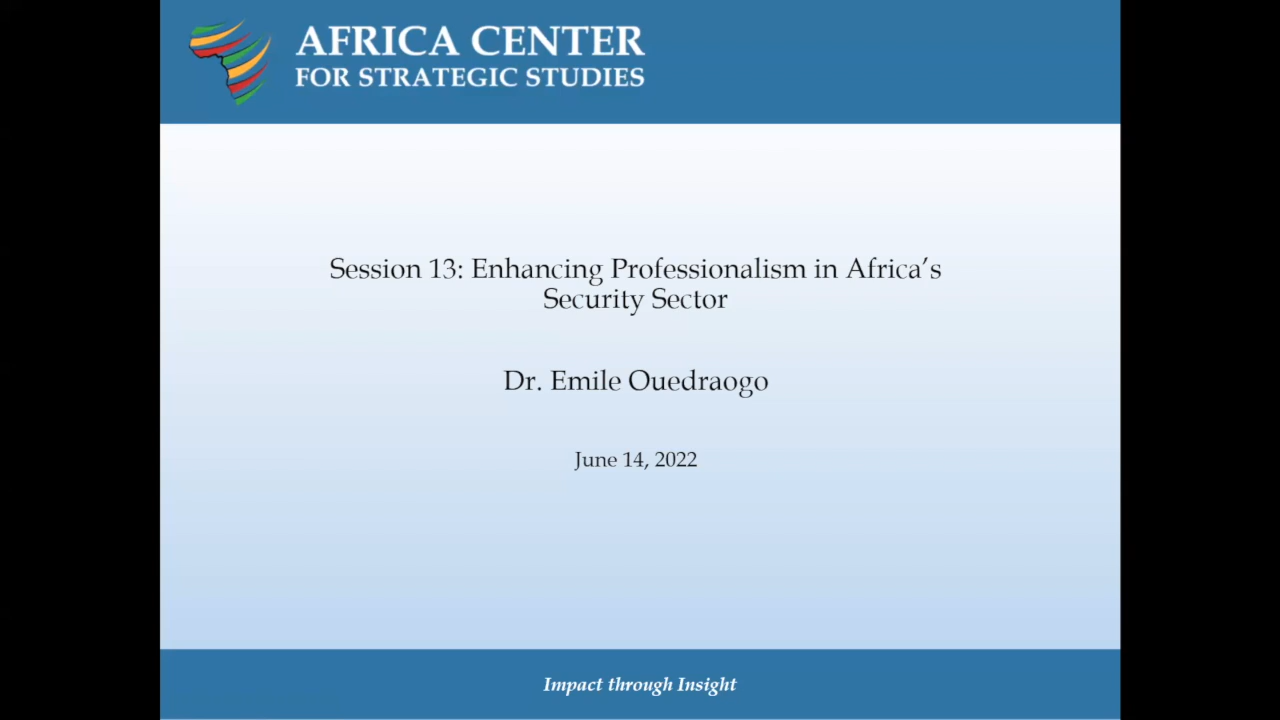 AFRICA CENTER
FOR STRATEGIC STUDIES
Session 13: Enhancing Professionalism in Africa's
Security Sector
Dr. Emile Ouedraogo
June 14, 2022
Impact through Insight